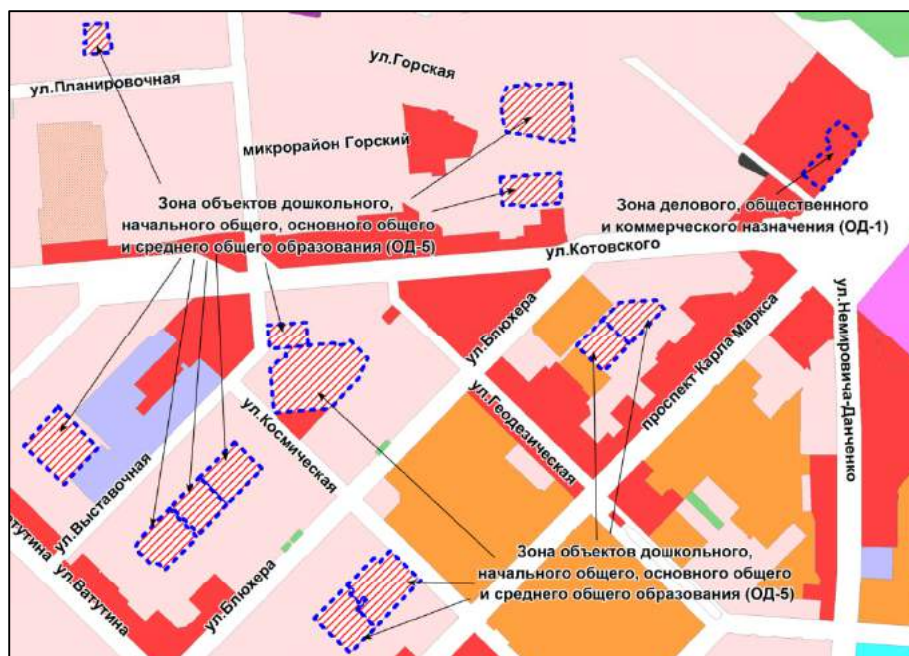 ул.Планировочная
ул.Горская
микрорайон Горский
Зона объектов дошкольного,
начального общего, основного общего
и среднего общего образования (ОД-5)
Зона делового, общественного
и коммерческого назначения (ОД-1)
ул.Котовского
ул.Блюхера
проспект Карла Маркса
ул.Немировича-Данченко
ул.Геодезическая
ул.Космическая
ул.Выставочная
Ватутина
ул.Ватутина
ул.Блюхера
Зона объектов дошкольного,
начального общего, основного общего
и среднего общего образования (ОД-5)